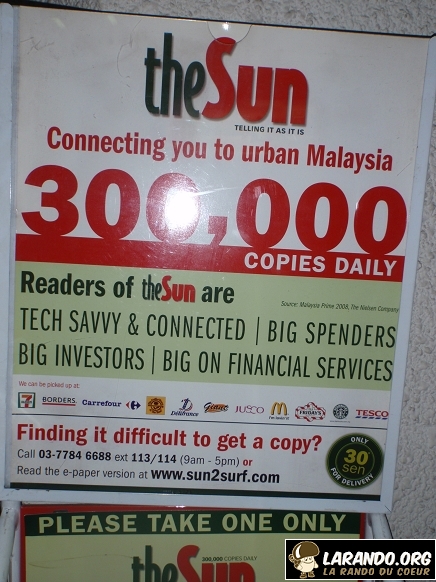 theSun
TELLING IT AS IT IS
Connecting you to urban Malaysia
300,000
COPIES DAILY
Readers of theSun are
Source: Malaysia Prime 2008, The Nielsen Company
TECH SAVVY & CONNECTED | BIG SPENDERS
BIG INVESTORS | BIG ON FINANCIAL SERVICES
We can be picked up at:
7 ELEVEN BORDERS Carrefour Délifrance Giant JUSCO FRIDAY'S TESCO
Finding it difficult to get a copy?
Call 03-7784 6688 ext 113/114 (9am - 5pm) or
Read the e-paper version at www.sun2surf.com
ONLY
30
sen
FOR DELIVERY
PLEASE TAKE ONE ONLY
300,000 COPIES DAILY
theSun
LARANDO.ORG
LA RANDO DU COEUR